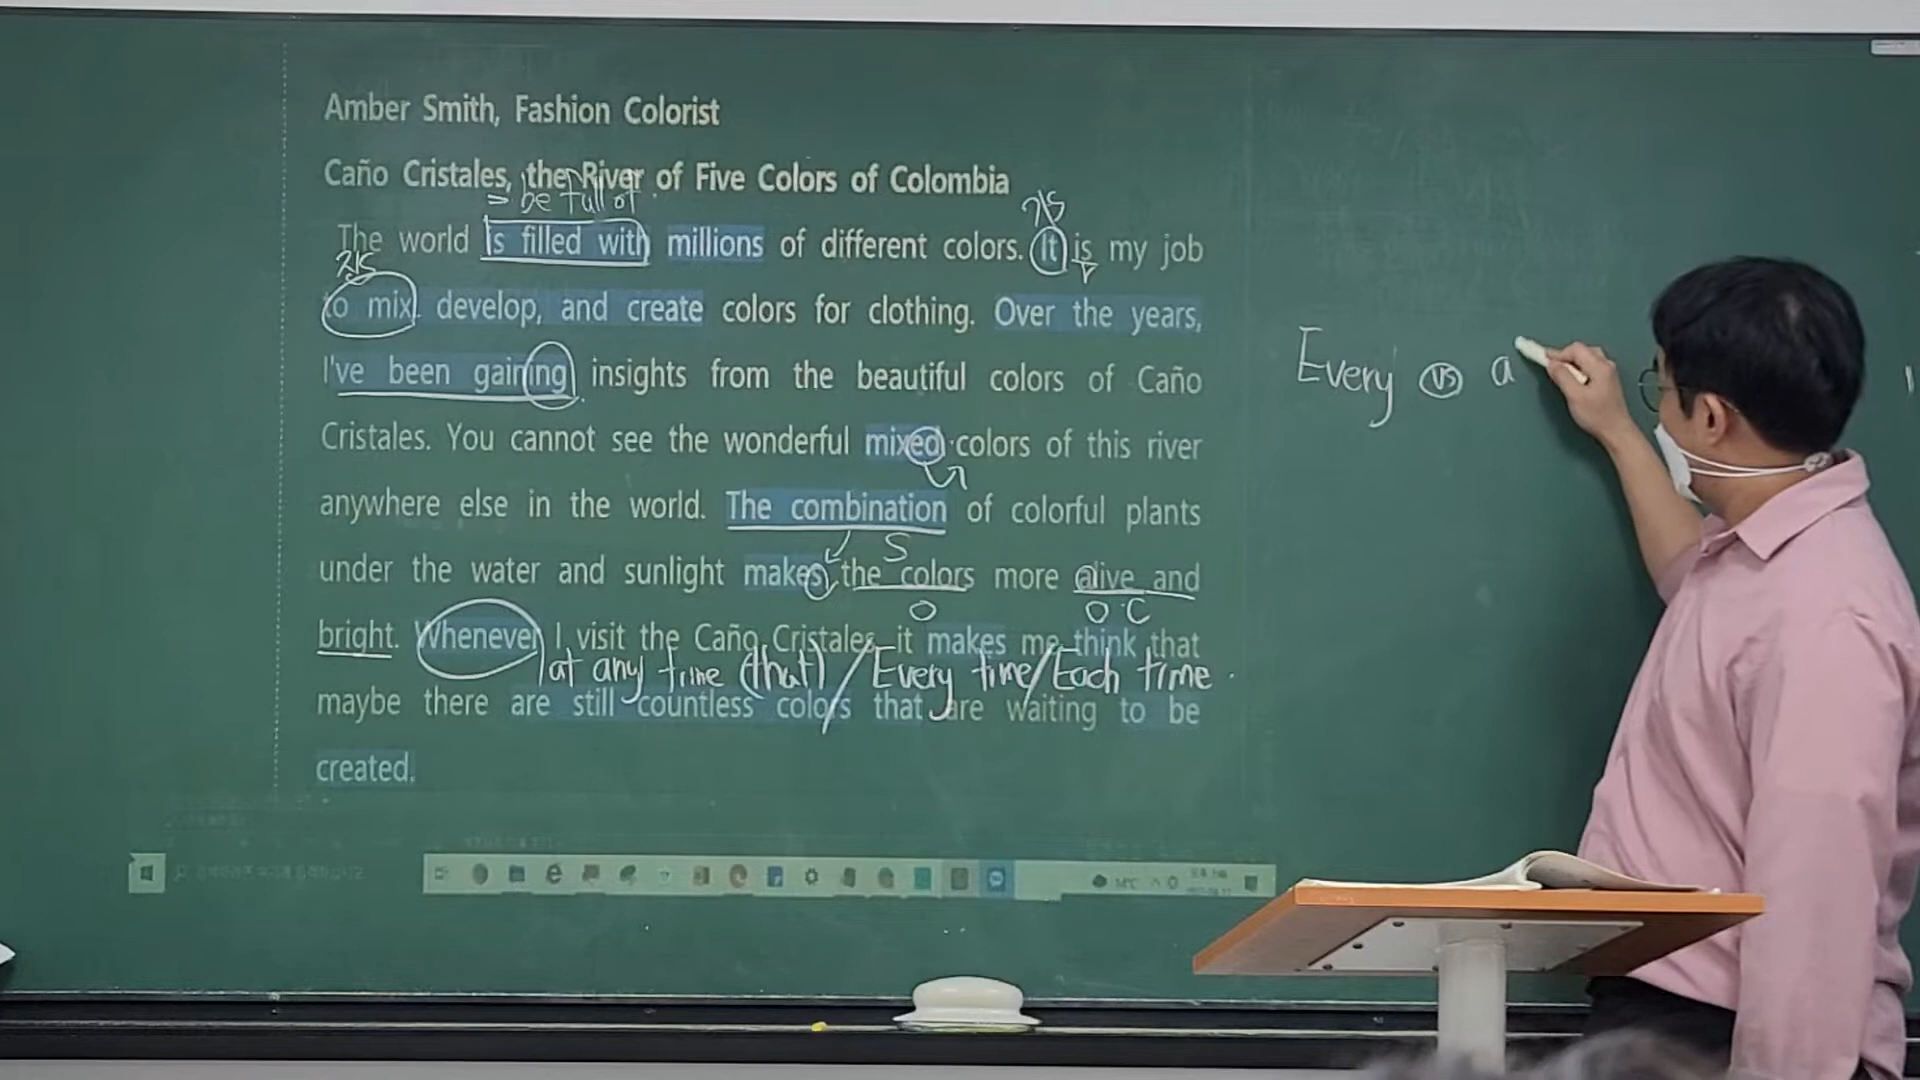 Amber Smith, Fashion Colorist
Caño Cristales, the River of Five Colors of Colombia
= be full of
가S
The world is filled with millions of different colors. It is my job
to mix, develop, and create colors for clothing. Over the years,
I've been gaining insights from the beautiful colors of Caño
Every vs a
Cristales. You cannot see the wonderful mixed colors of this river
anywhere else in the world. The combination of colorful plants
S
under the water and sunlight makes the colors more alive and
O O·C
bright. Whenever I visit the Caño Cristales, it makes me think that
at any time (that) / Every time / Each time
maybe there are still countless colors that are waiting to be
created.